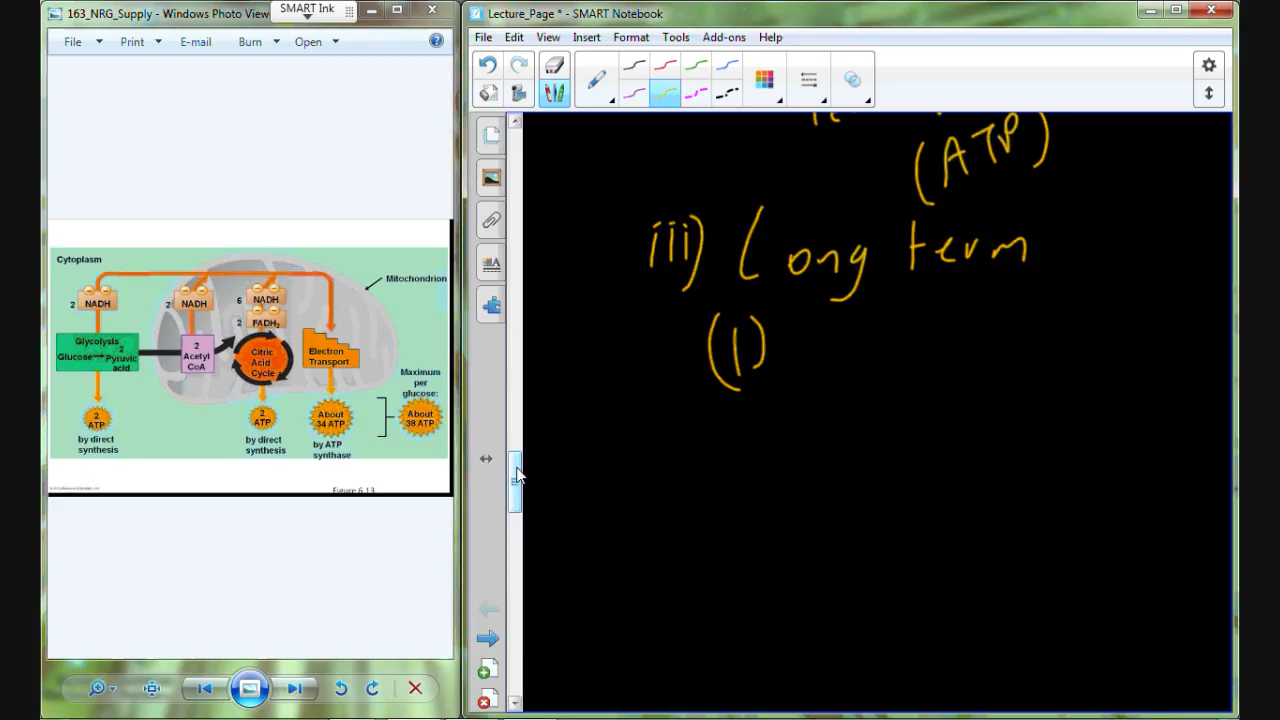 163_NRG_Supply - Windows Photo View
SMART Ink
File Print E-mail Burn Open
Cytoplasm
Mitochondrion
2 NADH
2 NADH
6 NADH
2 FADH₂
Glycolysis
Glucose 2 Pyruvic acid
2 Acetyl CoA
Citric Acid Cycle
Electron Transport
Maximum per glucose:
2 ATP
2 ATP
About 34 ATP
About 38 ATP
by direct synthesis
by direct synthesis
by ATP synthase
Figure 6.13
Lecture_Page * - SMART Notebook
File Edit View Insert Format Tools Add-ons Help
(ATP)
iii) Long term
(1)